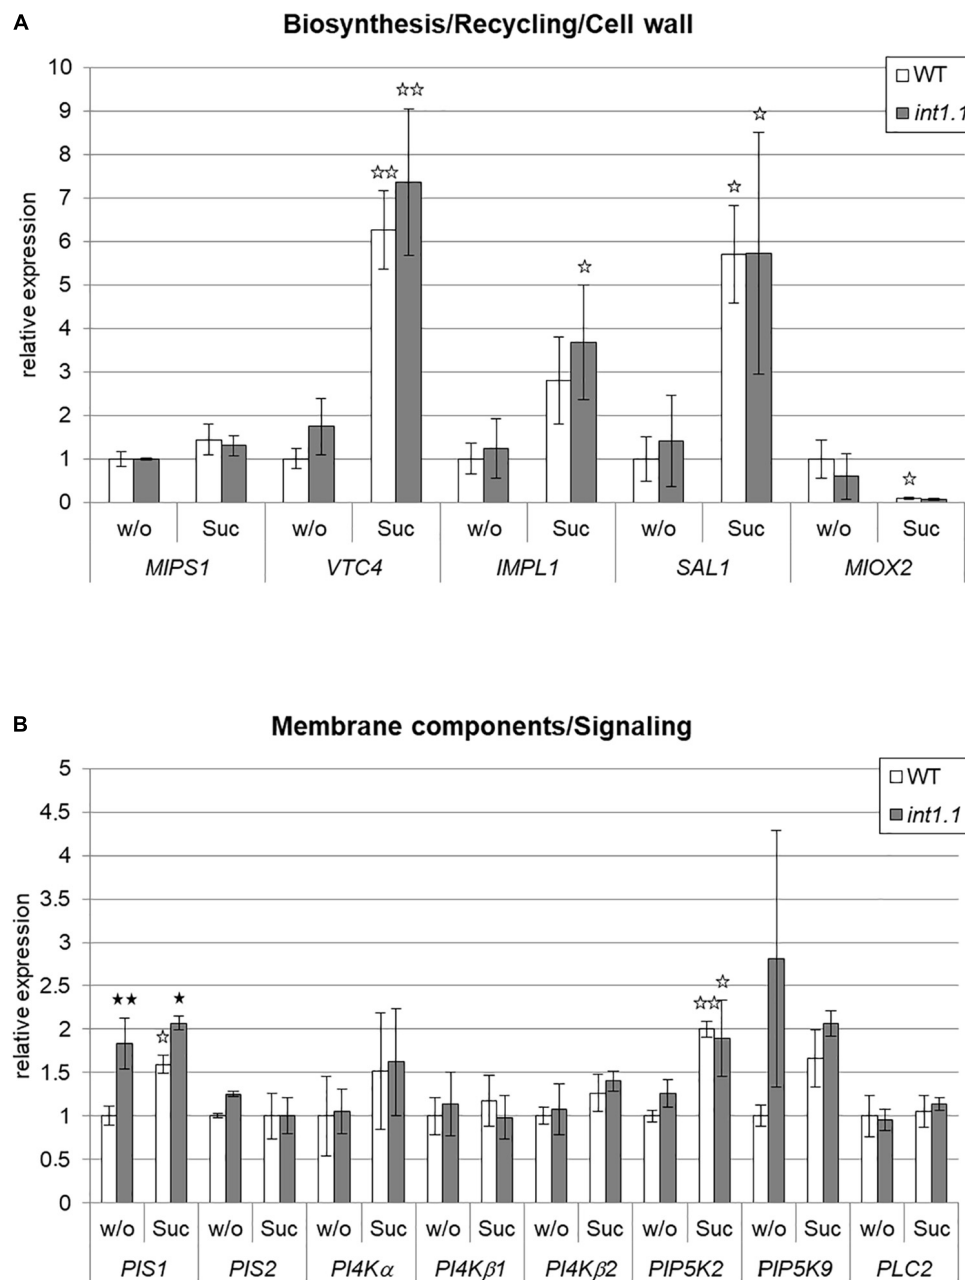 A
Biosynthesis/Recycling/Cell wall
10
9
8
7
6
5
4
3
2
1
0
relative expression
WT
int1.1
☆☆
☆☆
☆
☆
☆
☆
w/o Suc w/o Suc w/o Suc w/o Suc w/o Suc
MIPS1 VTC4 IMPL1 SAL1 MIOX2
B
Membrane components/Signaling
5
4.5
4
3.5
3
2.5
2
1.5
1
0.5
0
relative expression
WT
int1.1
★★
☆
★
☆☆
☆
w/o Suc w/o Suc w/o Suc w/o Suc w/o Suc w/o Suc w/o Suc w/o Suc
PIS1 PIS2 PI4Kα PI4Kβ1 PI4Kβ2 PIP5K2 PIP5K9 PLC2